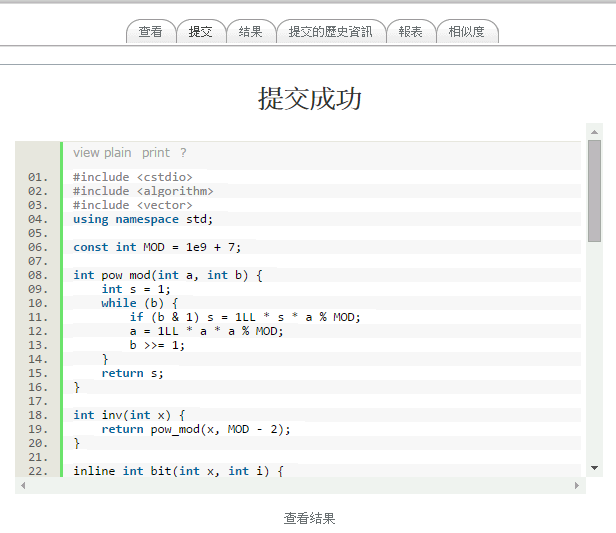 查看 提交 结果 提交的歷史資訊 報表 相似度
提交成功
view plain print ?
01. #include <cstdio>
02. #include <algorithm>
03. #include <vector>
04. using namespace std;
05.
06. const int MOD = 1e9 + 7;
07.
08. int pow mod(int a, int b) {
09.     int s = 1;
10.     while (b) {
11.         if (b & 1) s = 1LL * s * a % MOD;
12.         a = 1LL * a * a % MOD;
13.         b >>= 1;
14.     }
15.     return s;
16. }
17.
18. int inv(int x) {
19.     return pow_mod(x, MOD - 2);
20. }
21.
22. inline int bit(int x, int i) {
查看结果